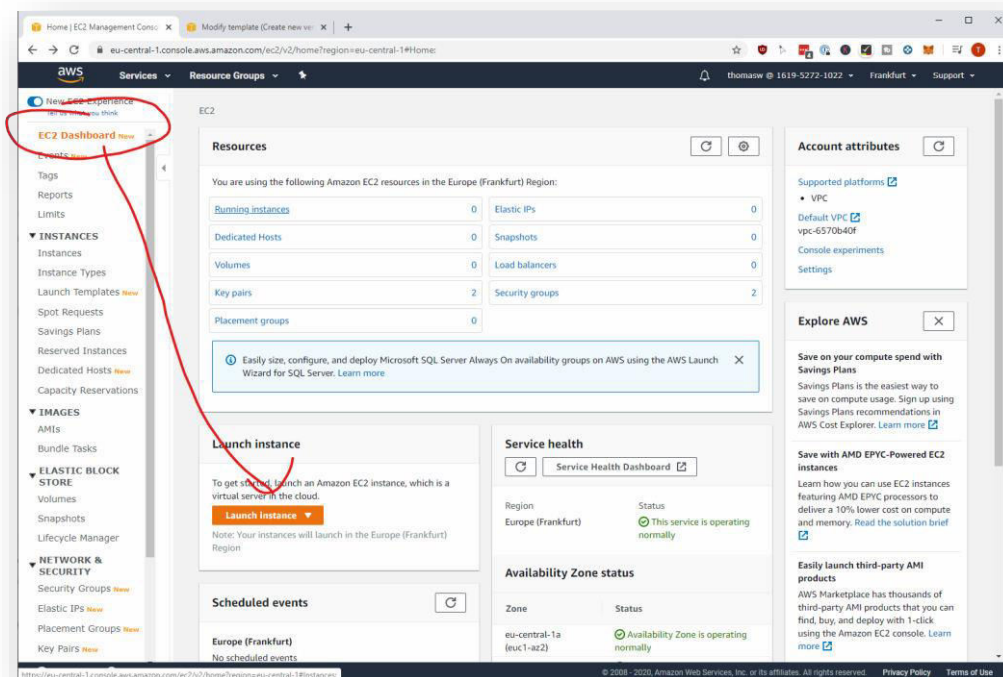 Home | EC2 Management Conso
Modify template (Create new ver
eu-central-1.console.aws.amazon.com/ec2/v2/home?region=eu-central-1#Home:
aws
Services
Resource Groups
thomasw @ 1619-5272-1022
Frankfurt
Support
New EC2 Experience
Tell us what you think
EC2 Dashboard New
Events New
Tags
Reports
Limits
INSTANCES
Instances
Instance Types
Launch Templates New
Spot Requests
Savings Plans
Reserved Instances
Dedicated Hosts New
Capacity Reservations
IMAGES
AMIs
Bundle Tasks
ELASTIC BLOCK
STORE
Volumes
Snapshots
Lifecycle Manager
NETWORK &
SECURITY
Security Groups New
Elastic IPs New
Placement Groups New
Key Pairs New
EC2
Resources
You are using the following Amazon EC2 resources in the Europe (Frankfurt) Region:
Running instances 0
Elastic IPs 0
Dedicated Hosts 0
Snapshots 0
Volumes 0
Load balancers 0
Key pairs 2
Security groups 2
Placement groups 0
Easily size, configure, and deploy Microsoft SQL Server Always On availability groups on AWS using the AWS Launch
Wizard for SQL Server. Learn more
Launch instance
To get started, launch an Amazon EC2 instance, which is a
virtual server in the cloud.
Launch instance
Note: Your instances will launch in the Europe (Frankfurt)
Region
Scheduled events
Europe (Frankfurt)
No scheduled events
Service health
Service Health Dashboard
Region Status
Europe (Frankfurt) This service is operating
normally
Availability Zone status
Zone Status
eu-central-1a Availability Zone is operating
(euc1-az2) normally
Account attributes
Supported platforms
VPC
Default VPC
vpc-6570b40f
Console experiments
Settings
Explore AWS
Save on your compute spend with
Savings Plans
Savings Plans is the easiest way to
save on compute usage. Sign up using
Savings Plans recommendations in
AWS Cost Explorer. Learn more
Save with AMD EPYC-Powered EC2
instances
Learn how you can use EC2 instances
featuring AMD EPYC processors to
deliver a 10% lower cost on compute
and memory. Read the solution brief
Easily launch third-party AMI
products
AWS Marketplace has thousands of
third-party AMI products that you can
find, buy, and deploy with 1-click
using the Amazon EC2 console. Learn
more
https://eu-central-1.console.aws.amazon.com/ec2/v2/home?region=eu-central-1#Instances:
© 2008 - 2020, Amazon Web Services, Inc. or its affiliates. All rights reserved. Privacy Policy Terms of Use